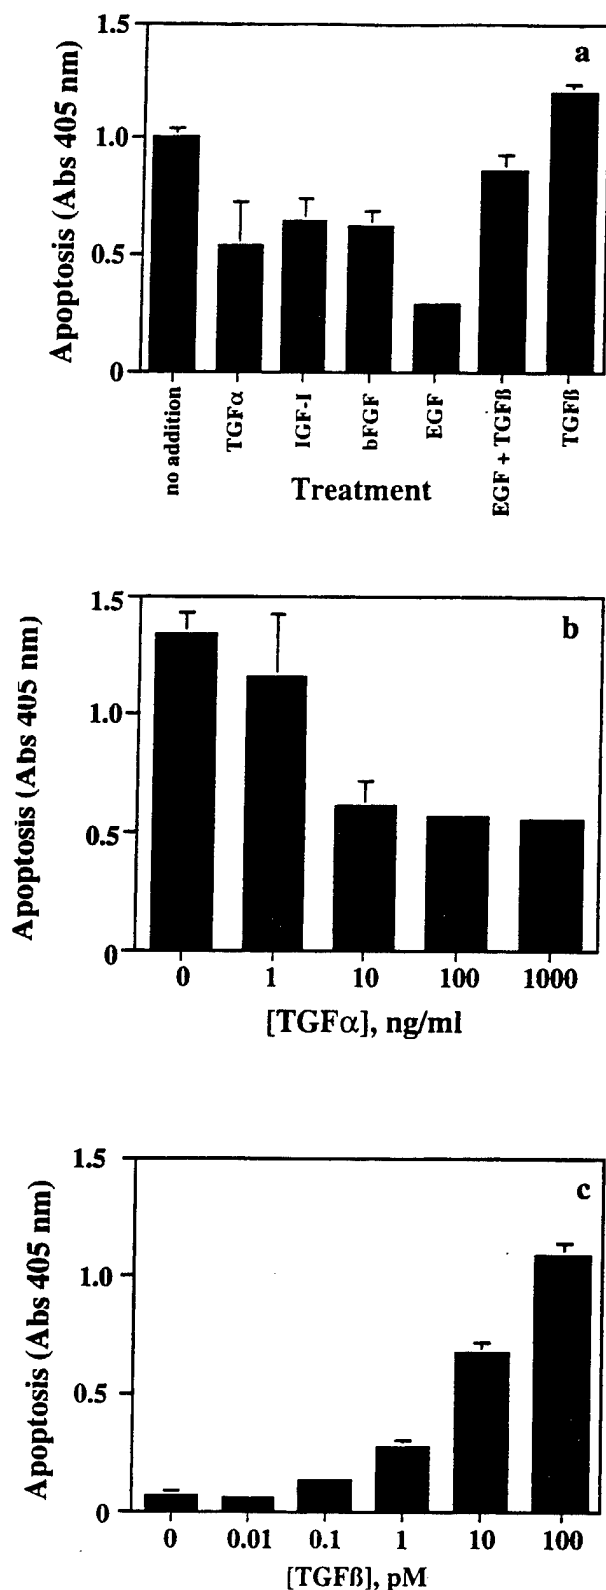 a
Apoptosis (Abs 405 nm)
1.5
1.0
0.5
0
no addition
TGFα
IGF-I
bFGF
EGF
EGF + TGFß
TGFß
Treatment
b
Apoptosis (Abs 405 nm)
1.5
1.0
0.5
0
0 1 10 100 1000
[TGFα], ng/ml
c
Apoptosis (Abs 405 nm)
1.5
1.0
0.5
0
0 0.01 0.1 1 10 100
[TGFß], pM